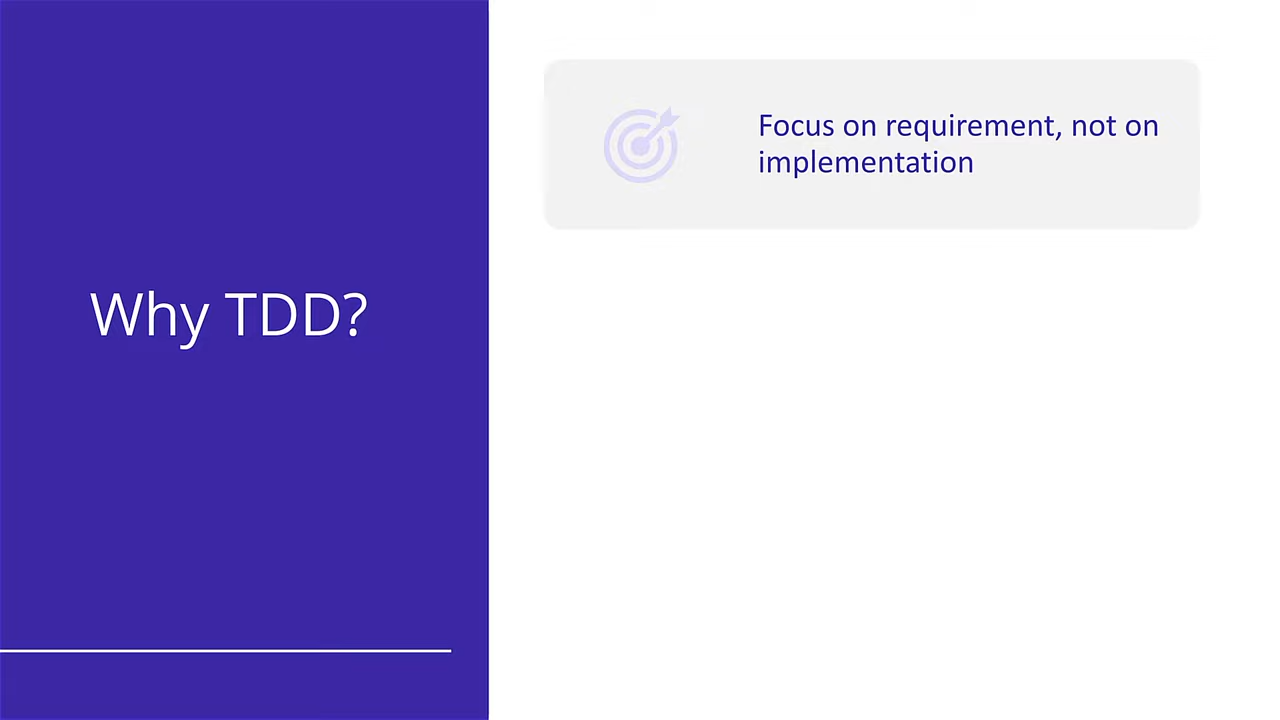 Why TDD?
Focus on requirement, not on
implementation